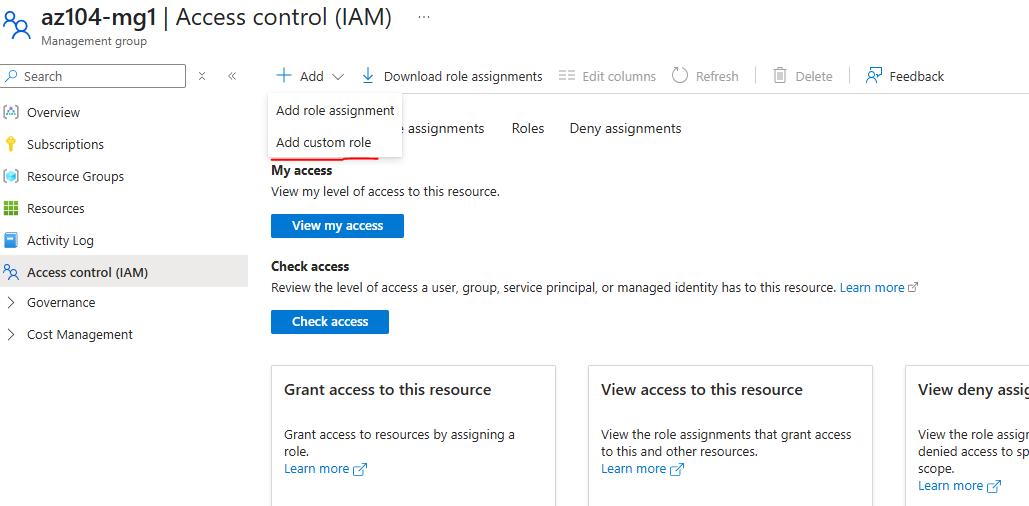 az104-mg1 | Access control (IAM) ...
Management group
Search
Add
Download role assignments
Edit columns
Refresh
Delete
Feedback
Overview
Subscriptions
Resource Groups
Resources
Activity Log
Access control (IAM)
Governance
Cost Management
Add role assignment
Add custom role
assignments
Roles
Deny assignments
My access
View my level of access to this resource.
View my access
Check access
Review the level of access a user, group, service principal, or managed identity has to this resource. Learn more
Check access
Grant access to this resource
Grant access to resources by assigning a
role.
Learn more
View access to this resource
View the role assignments that grant access
to this and other resources.
Learn more
View deny
View the role
denied access to
scope.
Learn more